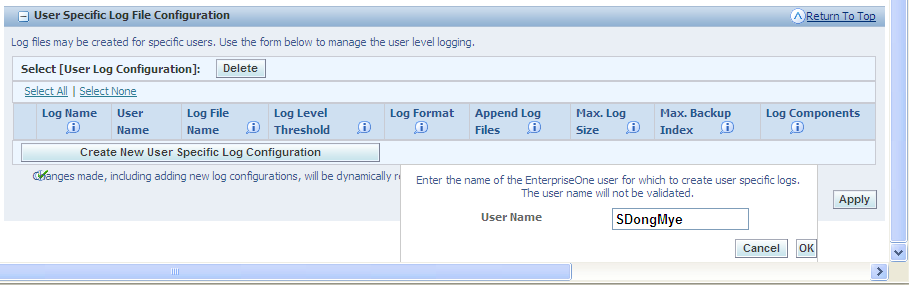 User Specific Log File Configuration
Return To Top
Log files may be created for specific users. Use the form below to manage the user level logging.
Select [User Log Configuration]: Delete
Select All | Select None
Log Name User Name Log File Name Log Level Threshold Log Format Append Log Files Max. Log Size Max. Backup Index Log Components
Create New User Specific Log Configuration
Changes made, including adding new log configurations, will be dynamically
Enter the name of the EnterpriseOne user for which to create user specific logs.
The user name will not be validated.
User Name SDongMye
Apply
Cancel OK